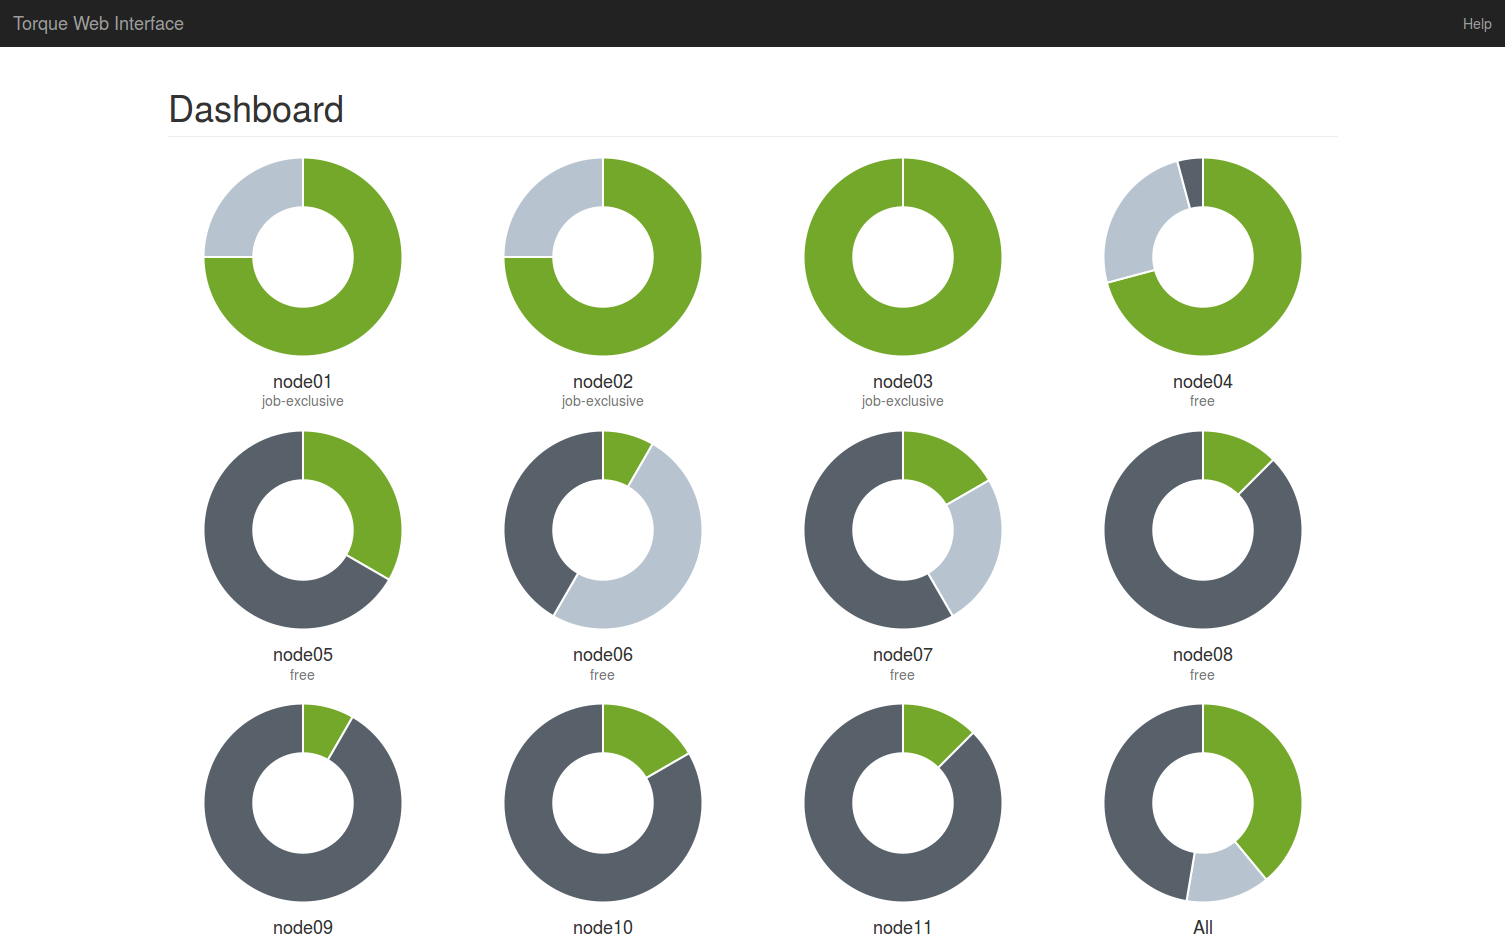 Torque Web Interface
Help
Dashboard
node01
job-exclusive
node02
job-exclusive
node03
job-exclusive
node04
free
node05
free
node06
free
node07
free
node08
free
node09
node10
node11
All